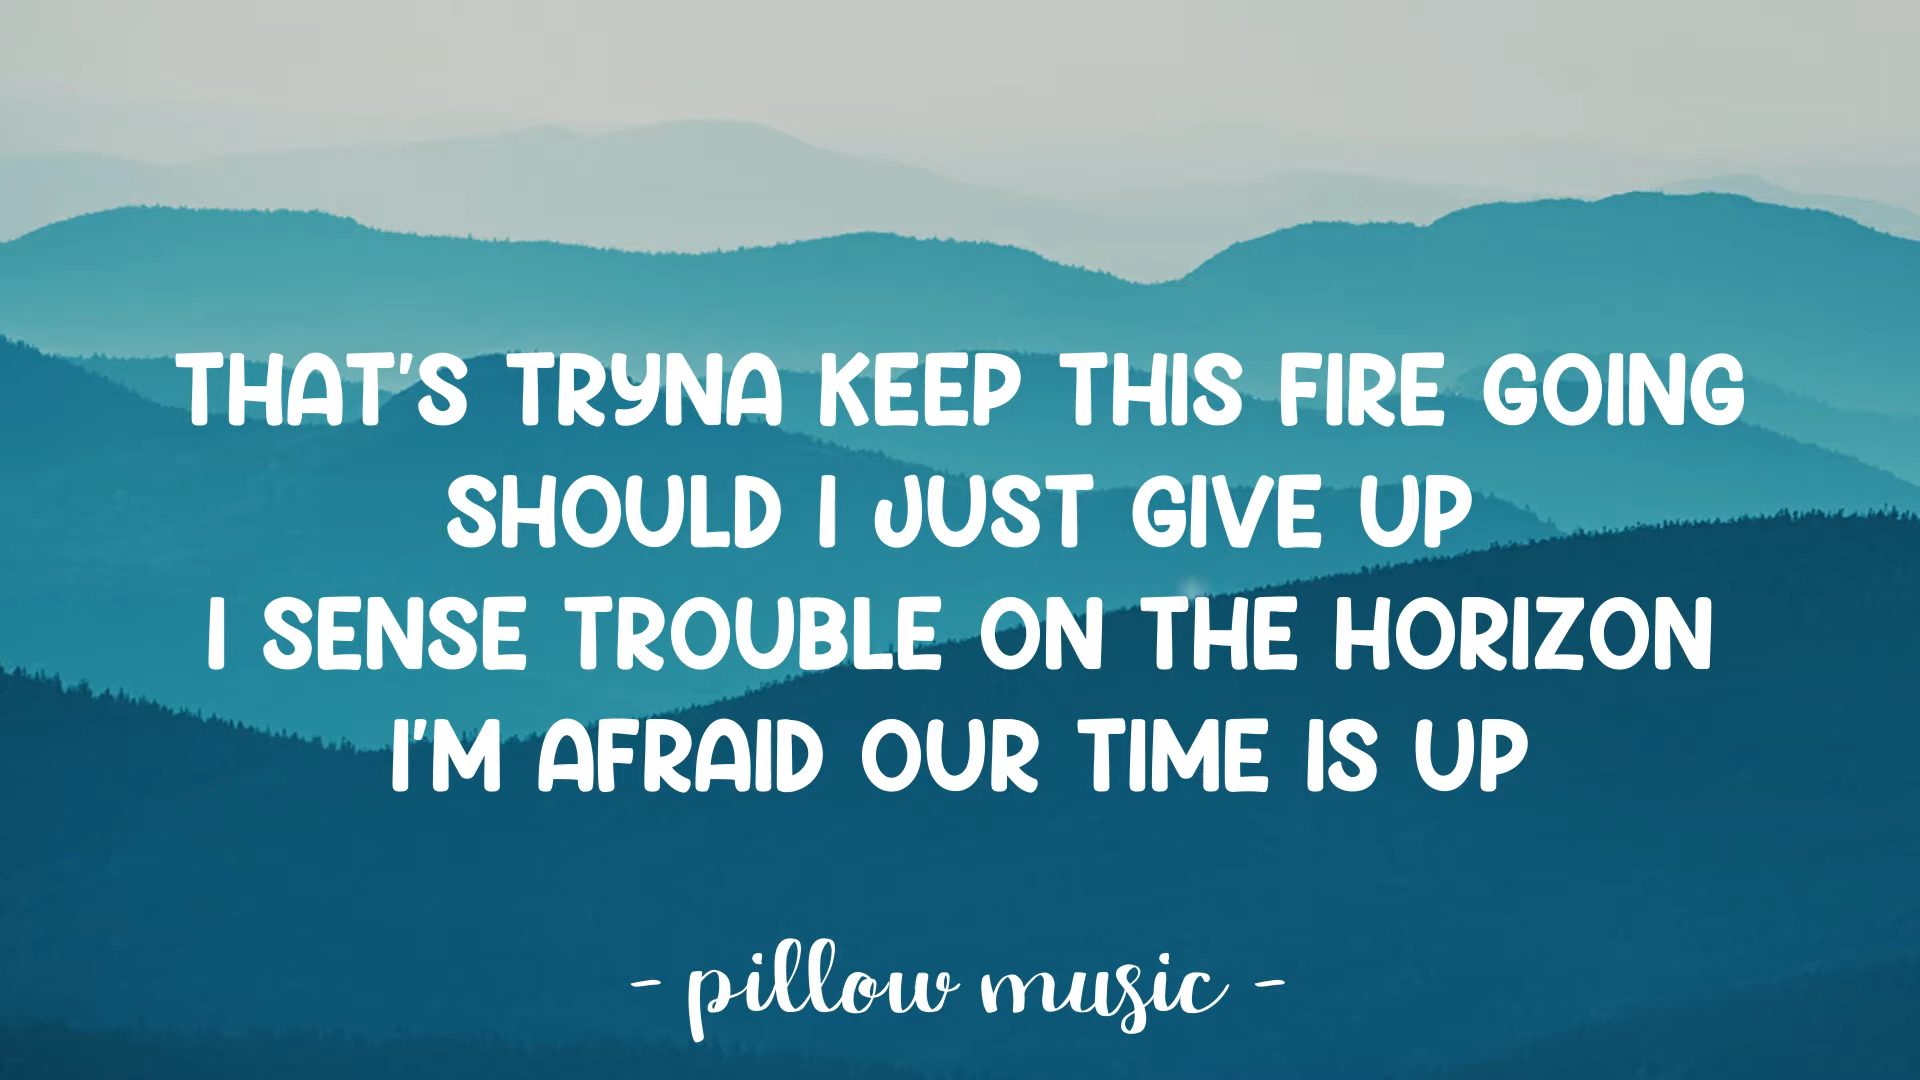 THAT'S TRYNA KEEP THIS FIRE GOING
SHOULD I JUST GIVE UP
I SENSE TROUBLE ON THE HORIZON
I'M AFRAID OUR TIME IS UP
- pillow music -